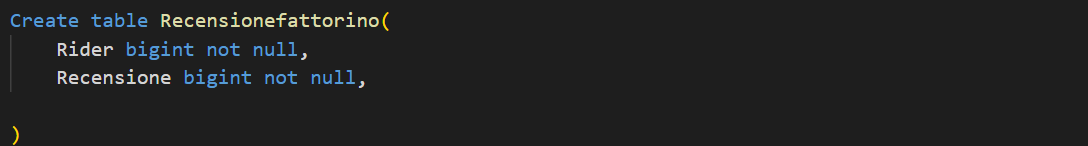 Create table Recensionefattorino(
Rider bigint not null,
Recensione bigint not null,
)